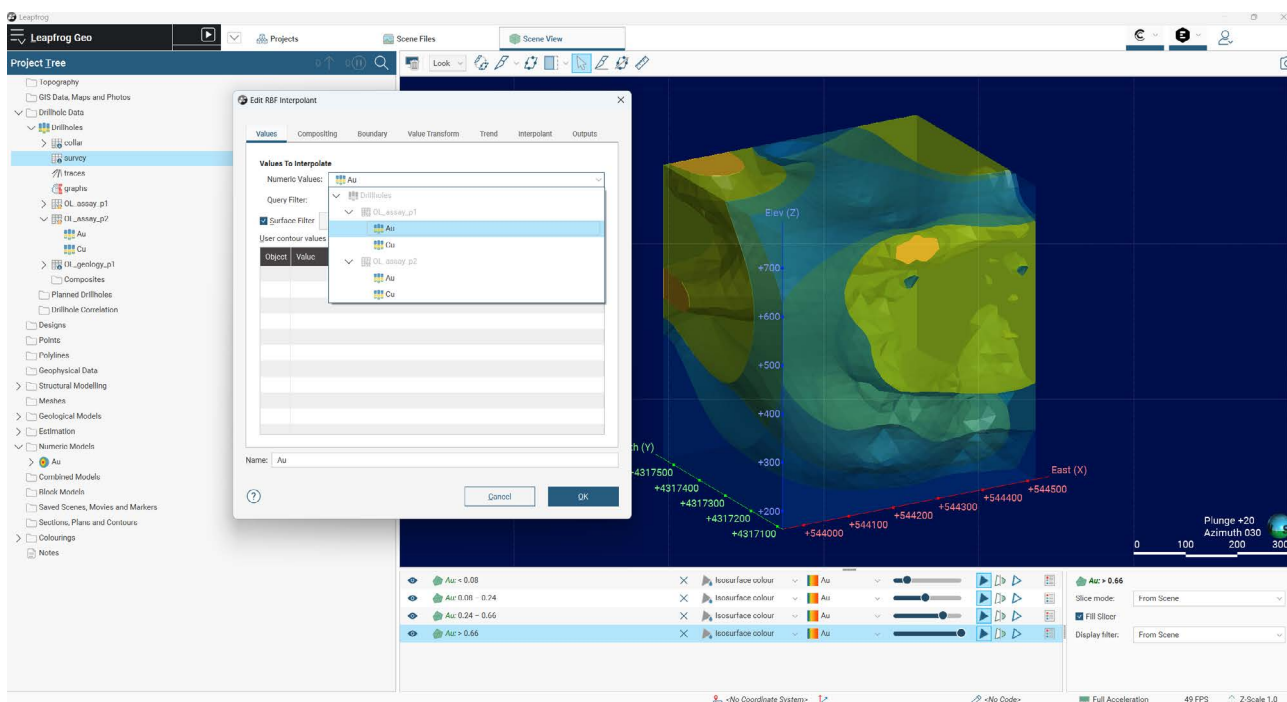 Leapfrog
Leapfrog Geo
Projects
Scene Files
Scene View
Project Tree
Look
Topography
GIS Data, Maps and Photos
Drillhole Data
Drillholes
collar
survey
traces
graphs
OL_assay_p1
OL_assay_p2
Au
Cu
OL_geology_p1
Composites
Planned Drillholes
Drillhole Correlation
Designs
Points
Polylines
Geophysical Data
Structural Modelling
Meshes
Geological Models
Estimation
Numeric Models
Au
Combined Models
Block Models
Saved Scenes, Movies and Markers
Sections, Plans and Contours
Colourings
Notes
Edit RBF Interpolant
Values Compositing Boundary Value Transform Trend Interpolant Outputs
Values To Interpolate
Numeric Values: Au
Query Filter:
Surface Filter
User contour values
Object Value
Drillholes
OL_assay_p1
Au
Cu
OL_assay_p2
Au
Cu
Name: Au
Cancel OK
Elev (Z)
+700
+600
+500
+400
+300
+200
th (Y)
+4317500
+4317400
+4317300
+4317200
+4317100
East (X)
+544500
+544400
+544300
+544200
+544100
+544000
Plunge +20
Azimuth 030
0 100 200 300
Au: < 0.08 Isosurface colour Au
Au: 0.08 – 0.24 Isosurface colour Au
Au: 0.24 – 0.66 Isosurface colour Au
Au: > 0.66 Isosurface colour Au
Au: > 0.66
Slice mode: From Scene
Fill Slicer
Display filter: From Scene
<No Coordinate System>
<No Code>
Full Acceleration 49 FPS Z-Scale 1.0